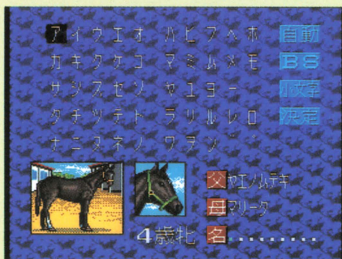 アイウエオ ハヒフヘホ 自動
カキクケコ マミムメモ BS
サシスセソ ヤユヨー 小文字
タチツテト ラリルレロ 決定
ナニヌネノ ワヲン
父 ヤエノムテキ
母 マリータ
4歳牝 名